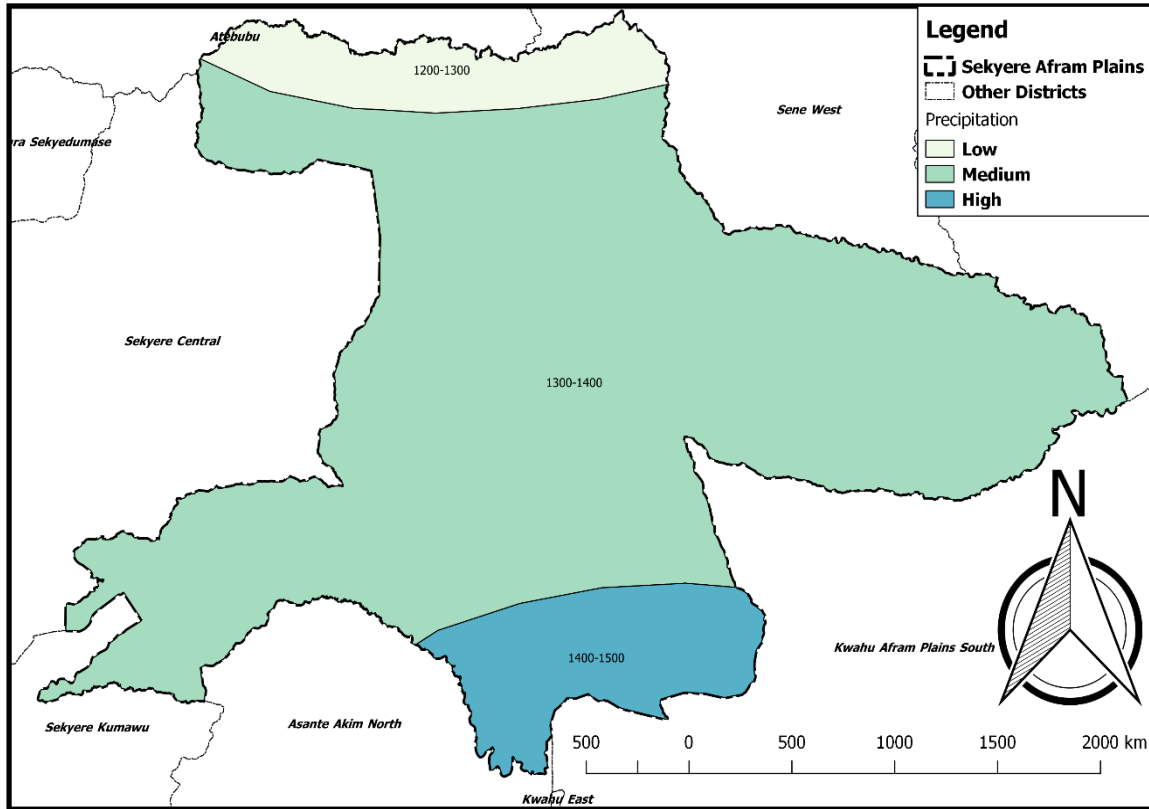 Legend
Sekyere Afram Plains
Other Districts
Precipitation
Low
Medium
High
Atebubu
1200-1300
Sene West
ra Sekyedumase
Sekyere Central
1300-1400
N
1400-1500
Kwahu Afram Plains South
Sekyere Kumawu
Asante Akim North
500 0 500 1000 1500 2000 km
Kwahu East